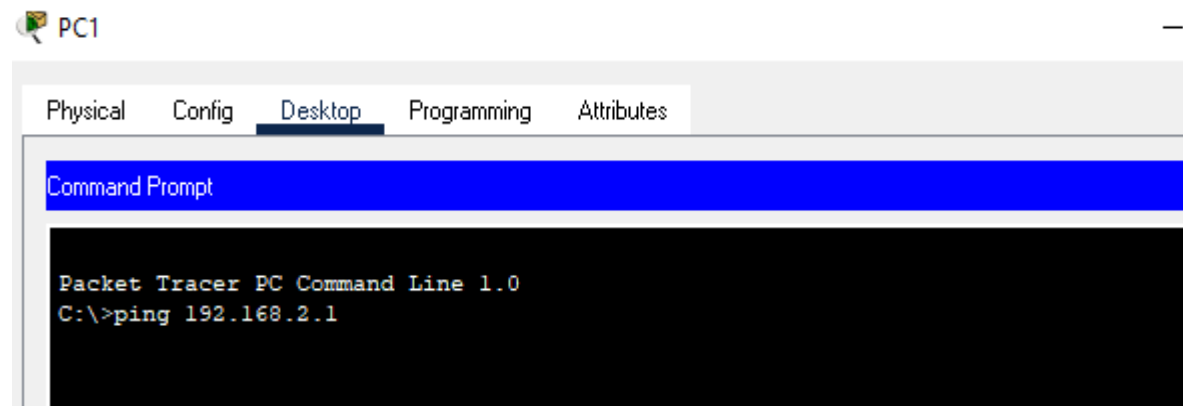 PC1
Physical Config Desktop Programming Attributes
Command Prompt
Packet Tracer PC Command Line 1.0
C:\>ping 192.168.2.1